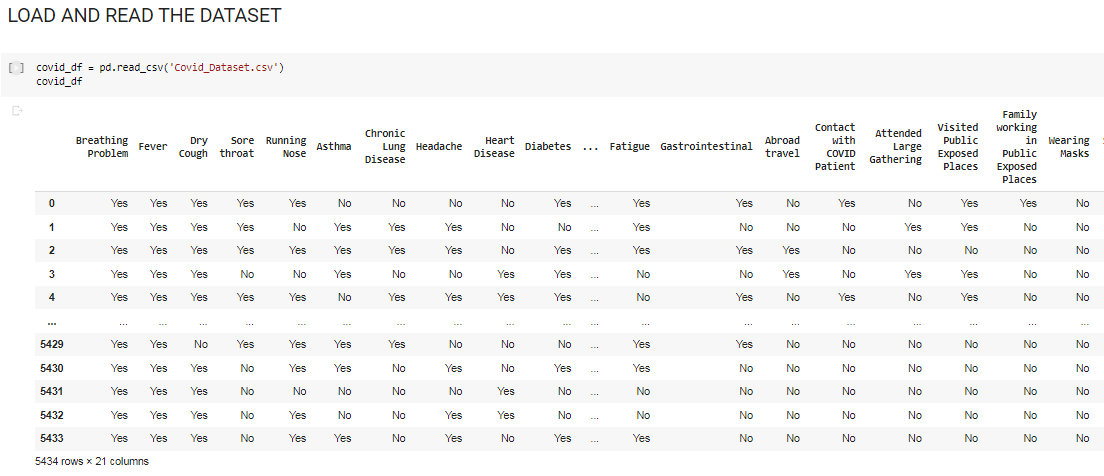 LOAD AND READ THE DATASET
[ ] covid_df = pd.read_csv('Covid_Dataset.csv')
covid_df
Breathing Problem Fever Dry Cough Sore throat Running Nose Asthma Chronic Lung Disease Headache Heart Disease Diabetes ... Fatigue Gastrointestinal Abroad travel Contact with COVID Patient Attended Large Gathering Visited Public Exposed Places Family working in Public Exposed Places Wearing Masks
0 Yes Yes Yes Yes Yes No No No No Yes ... Yes Yes No Yes No Yes Yes No
1 Yes Yes Yes Yes No Yes Yes Yes No No ... Yes No No No Yes Yes No No
2 Yes Yes Yes Yes Yes Yes Yes Yes No Yes ... Yes Yes Yes No No No No No
3 Yes Yes Yes No No Yes No No Yes Yes ... No No Yes No Yes Yes No No
4 Yes Yes Yes Yes Yes No Yes Yes Yes Yes ... No Yes No Yes No Yes No No
... ... ... ... ... ... ... ... ... ... ... ... ... ... ... ... ... ... ... ...
5429 Yes Yes No Yes Yes Yes Yes No No No ... Yes Yes No No No No No No
5430 Yes Yes Yes No Yes Yes No Yes No Yes ... Yes No No No No No No No
5431 Yes Yes Yes No No No No No Yes No ... No No No No No No No No
5432 Yes Yes Yes No Yes No No Yes Yes No ... No No No No No No No No
5433 Yes Yes Yes No Yes Yes No Yes No Yes ... Yes No No No No No No No
5434 rows × 21 columns